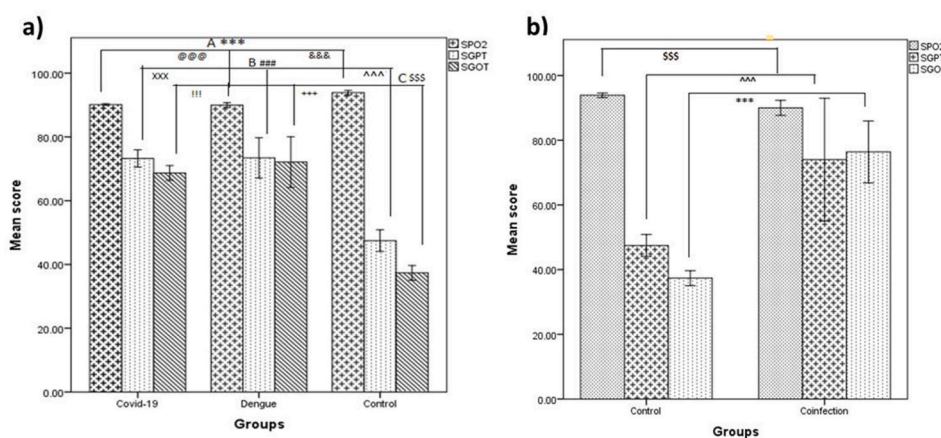 a)
SPO2
SGPT
SGOT
A ***
@@@
&&&
B ###
XXX
^^^
C $$$
!!!
+++
100.00
80.00
60.00
40.00
20.00
0.00
Mean score
Covid-19
Dengue
Control
Groups
b)
SPO2
SGPT
SGO
$$$
^^^
***
100.00
80.00
60.00
40.00
20.00
0.00
Mean score
Control
Coinfection
Groups